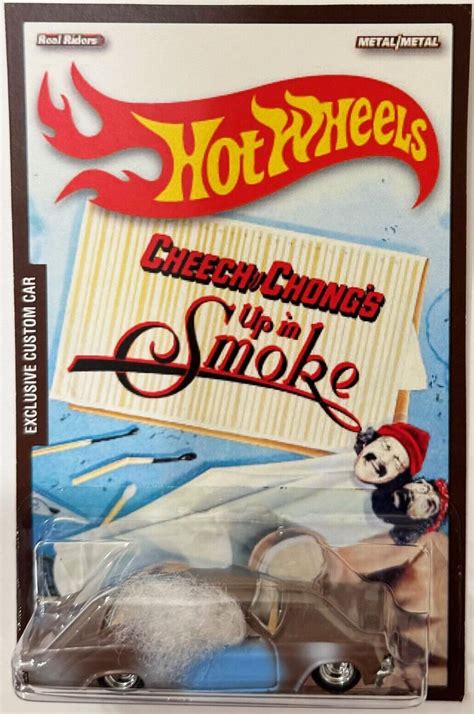 Real Riders
METAL/METAL
HOT WHEELS
CHEECH & CHONG'S
Up in
Smoke
EXCLUSIVE CUSTOM CAR